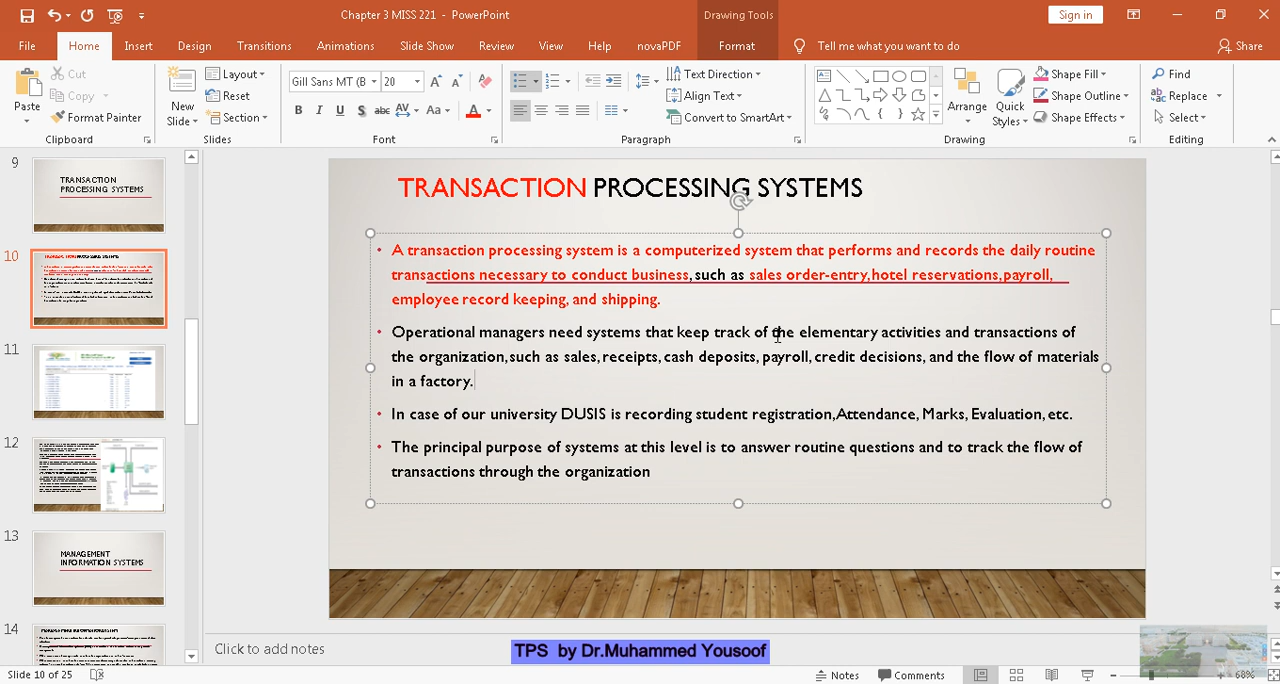 Chapter 3 MISS 221 - PowerPoint
Drawing Tools
Sign in
File Home Insert Design Transitions Animations Slide Show Review View Help novaPDF Format Tell me what you want to do Share
Paste
Cut
Copy
Format Painter
Clipboard
New Slide
Layout
Reset
Section
Slides
Gill Sans MT (B 20
B I U S abc AV Aa A
Font
Text Direction
Align Text
Convert to SmartArt
Paragraph
Arrange
Quick Styles
Shape Fill
Shape Outline
Shape Effects
Drawing
Find
Replace
Select
Editing
9
TRANSACTION
PROCESSING SYSTEMS
10
11
12
13
MANAGEMENT
INFORMATION SYSTEMS
14
TRANSACTION PROCESSING SYSTEMS
• A transaction processing system is a computerized system that performs and records the daily routine
transactions necessary to conduct business, such as sales order-entry, hotel reservations, payroll,
employee record keeping, and shipping.
• Operational managers need systems that keep track of the elementary activities and transactions of
the organization, such as sales, receipts, cash deposits, payroll, credit decisions, and the flow of materials
in a factory.
• In case of our university DUSIS is recording student registration, Attendance, Marks, Evaluation, etc.
• The principal purpose of systems at this level is to answer routine questions and to track the flow of
transactions through the organization
Click to add notes
TPS by Dr.Muhammed Yousoof
Slide 10 of 25
Notes
Comments
68%